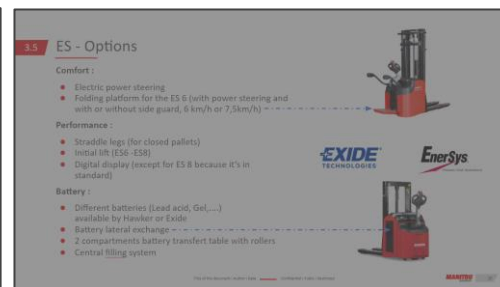 3.5 ES - Options
Comfort :
Electric power steering
Folding platform for the ES 6 (with power steering and
with or without side guard, 6 km/h or 7,5km/h)
Performance :
Straddle legs (for closed pallets)
Initial lift (ES6 -ES8)
Digital display (except for ES 8 because it's in
standard)
EXIDE
TECHNOLOGIES
EnerSys
Battery :
Different batteries (Lead acid, Gel,....)
available by Hawker or Exide
Battery lateral exchange
2 compartments battery transfert table with rollers
Central filling system
MANITOU